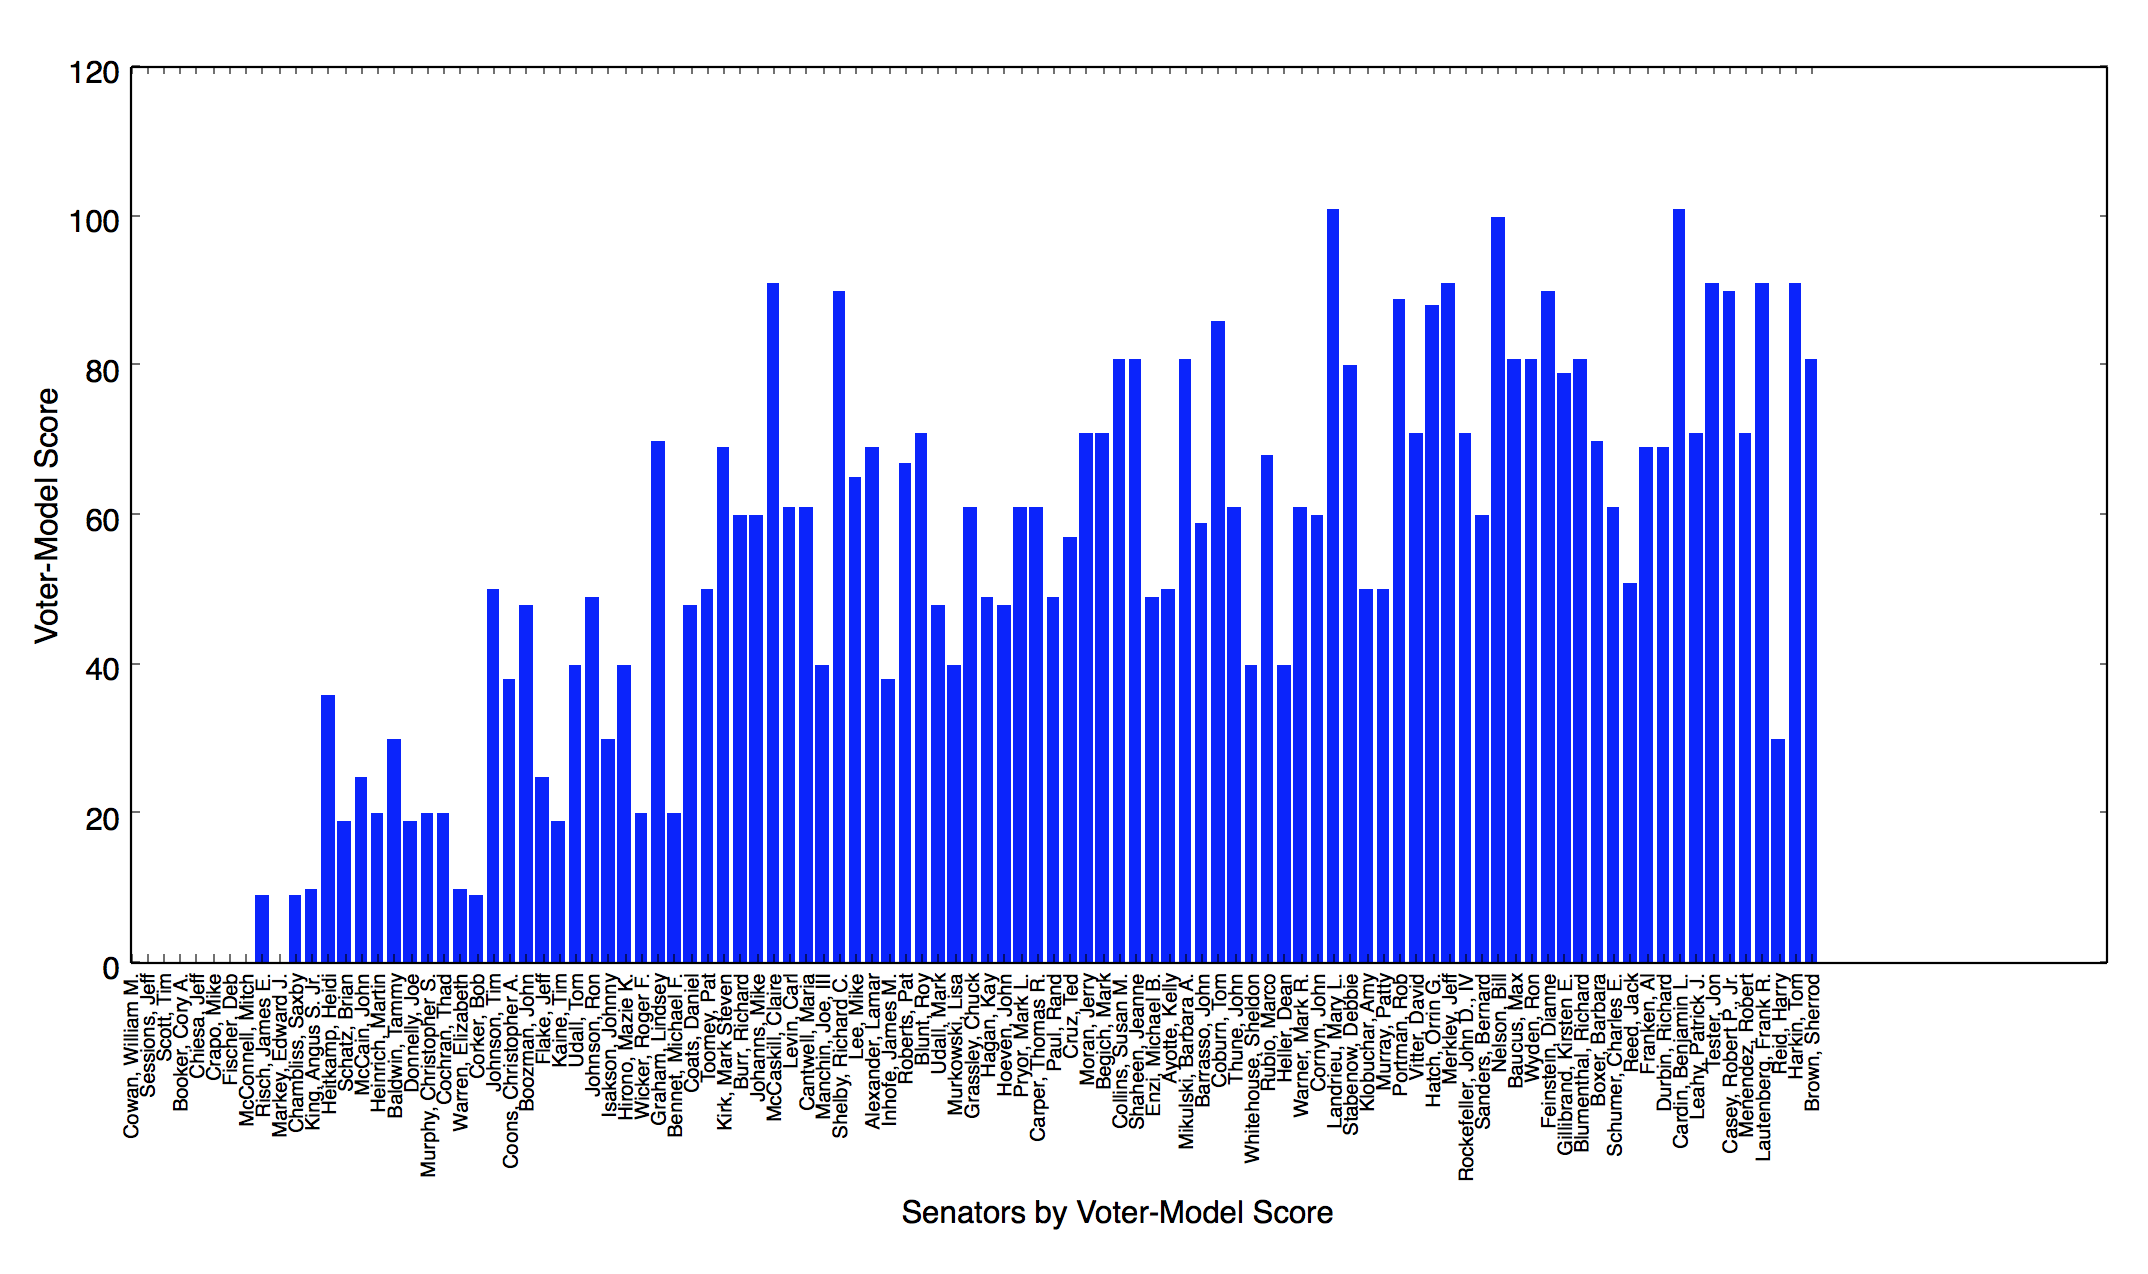 120
100
80
60
40
20
0
Voter-Model Score
Cowan, William M.
Sessions, Jeff
Scott, Tim
Booker, Cory A.
Chiesa, Jeff
Crapo, Mike
Fischer, Deb
McConnell, Mitch
Risch, James E.
Markey, Edward J.
Chambliss, Saxby
King, Angus S. Jr.
Heitkamp, Heidi
Schatz, Brian
McCain, John
Heinrich, Martin
Baldwin, Tammy
Donnelly, Joe
Murphy, Christopher S.
Cochran, Thad
Warren, Elizabeth
Corker, Bob
Johnson, Tim
Coons, Christopher A.
Boozman, John
Flake, Jeff
Kaine, Tim
Udall, Tom
Johnson, Ron
Isakson, Johnny
Hirono, Mazie K.
Wicker, Roger F.
Graham, Lindsey
Bennet, Michael F.
Coats, Daniel
Toomey, Pat
Kirk, Mark Steven
Burr, Richard
Johanns, Mike
McCaskill, Claire
Levin, Carl
Cantwell, Maria
Manchin, Joe, III
Shelby, Richard C.
Lee, Mike
Alexander, Lamar
Inhofe, James M.
Roberts, Pat
Blunt, Roy
Udall, Mark
Murkowski, Lisa
Grassley, Chuck
Hagan, Kay
Hoeven, John
Pryor, Mark L.
Carper, Thomas R.
Paul, Rand
Cruz, Ted
Moran, Jerry
Begich, Mark
Collins, Susan M.
Shaheen, Jeanne
Enzi, Michael B.
Ayotte, Kelly
Mikulski, Barbara A.
Barrasso, John
Coburn, Tom
Thune, John
Whitehouse, Sheldon
Rubio, Marco
Heller, Dean
Warner, Mark R.
Cornyn, John
Landrieu, Mary L.
Stabenow, Debbie
Klobuchar, Amy
Murray, Patty
Portman, Rob
Vitter, David
Hatch, Orrin G.
Merkley, Jeff
Rockefeller, John D., IV
Sanders, Bernard
Nelson, Bill
Baucus, Max
Wyden, Ron
Feinstein, Dianne
Gillibrand, Kirsten E.
Blumenthal, Richard
Boxer, Barbara
Schumer, Charles E.
Reed, Jack
Franken, Al
Durbin, Richard
Cardin, Benjamin L.
Leahy, Patrick J.
Tester, Jon
Casey, Robert P., Jr.
Menendez, Robert
Lautenberg, Frank R.
Reid, Harry
Harkin, Tom
Brown, Sherrod
Senators by Voter-Model Score